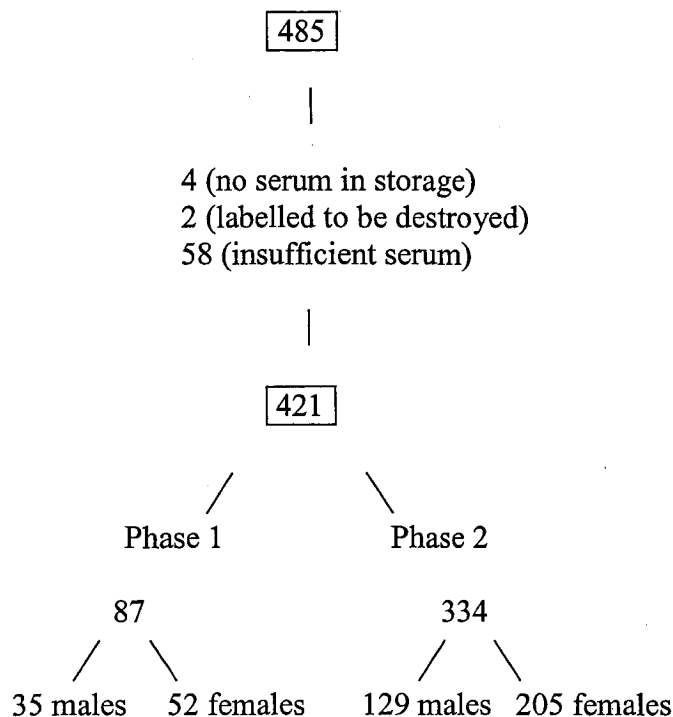 485
4 (no serum in storage)
2 (labelled to be destroyed)
58 (insufficient serum)
421
Phase 1 Phase 2
87 334
35 males 52 females 129 males 205 females